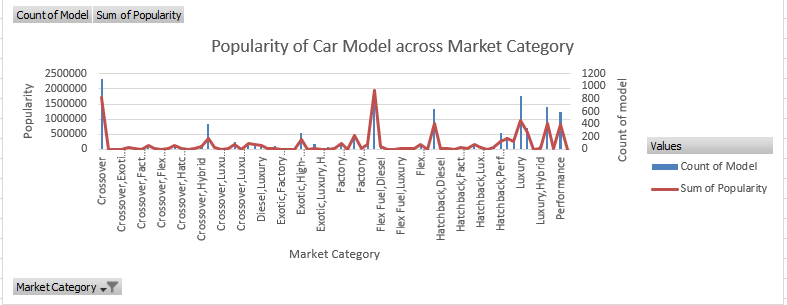 Count of Model Sum of Popularity
Popularity of Car Model across Market Category
Popularity
2500000
2000000
1500000
1000000
500000
0
1200
1000
800
600
400
200
0
Count of model
Crossover
Crossover,Exoti...
Crossover,Fact...
Crossover,Flex...
Crossover,Hatc...
Crossover,Hybrid
Crossover,Luxu...
Crossover,Luxu...
Diesel,Luxury
Exotic,Factory...
Exotic,High-...
Exotic,Luxury,H...
Factory...
Factory...
Flex Fuel,Diesel
Flex Fuel,Luxury
Flex...
Hatchback,Diesel
Hatchback,Fact...
Hatchback,Lux...
Hatchback,Perf...
Luxury
Luxury,Hybrid
Performance
Market Category
Values
Count of Model
Sum of Popularity
Market Category